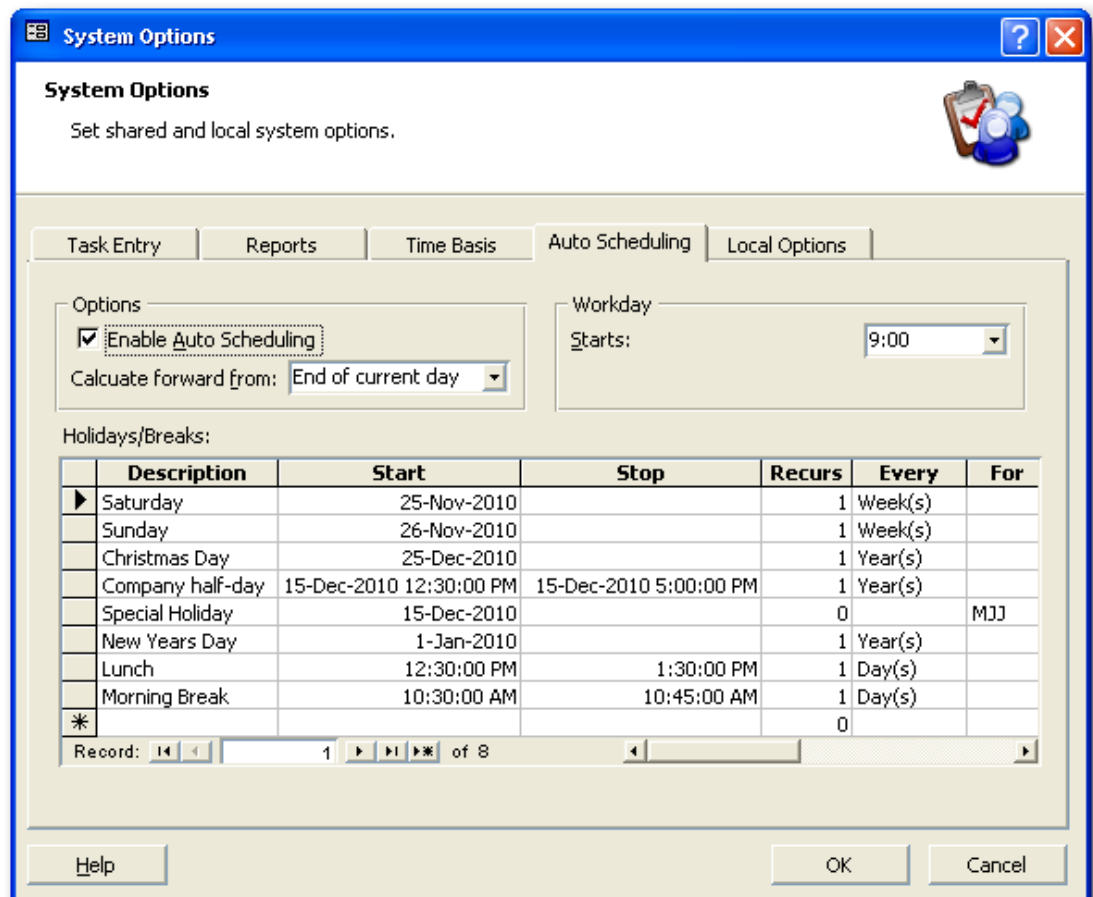 System Options
System Options
Set shared and local system options.
Task Entry Reports Time Basis Auto Scheduling Local Options
Options Workday
Enable Auto Scheduling Starts: 9:00
Calcuate forward from: End of current day
Holidays/Breaks:
Description Start Stop Recurs Every For
Saturday 25-Nov-2010 1 Week(s)
Sunday 26-Nov-2010 1 Week(s)
Christmas Day 25-Dec-2010 1 Year(s)
Company half-day 15-Dec-2010 12:30:00 PM 15-Dec-2010 5:00:00 PM 1 Year(s)
Special Holiday 15-Dec-2010 0 MJJ
New Years Day 1-Jan-2010 1 Year(s)
Lunch 12:30:00 PM 1:30:00 PM 1 Day(s)
Morning Break 10:30:00 AM 10:45:00 AM 1 Day(s)
0
Record: 1 of 8
Help OK Cancel